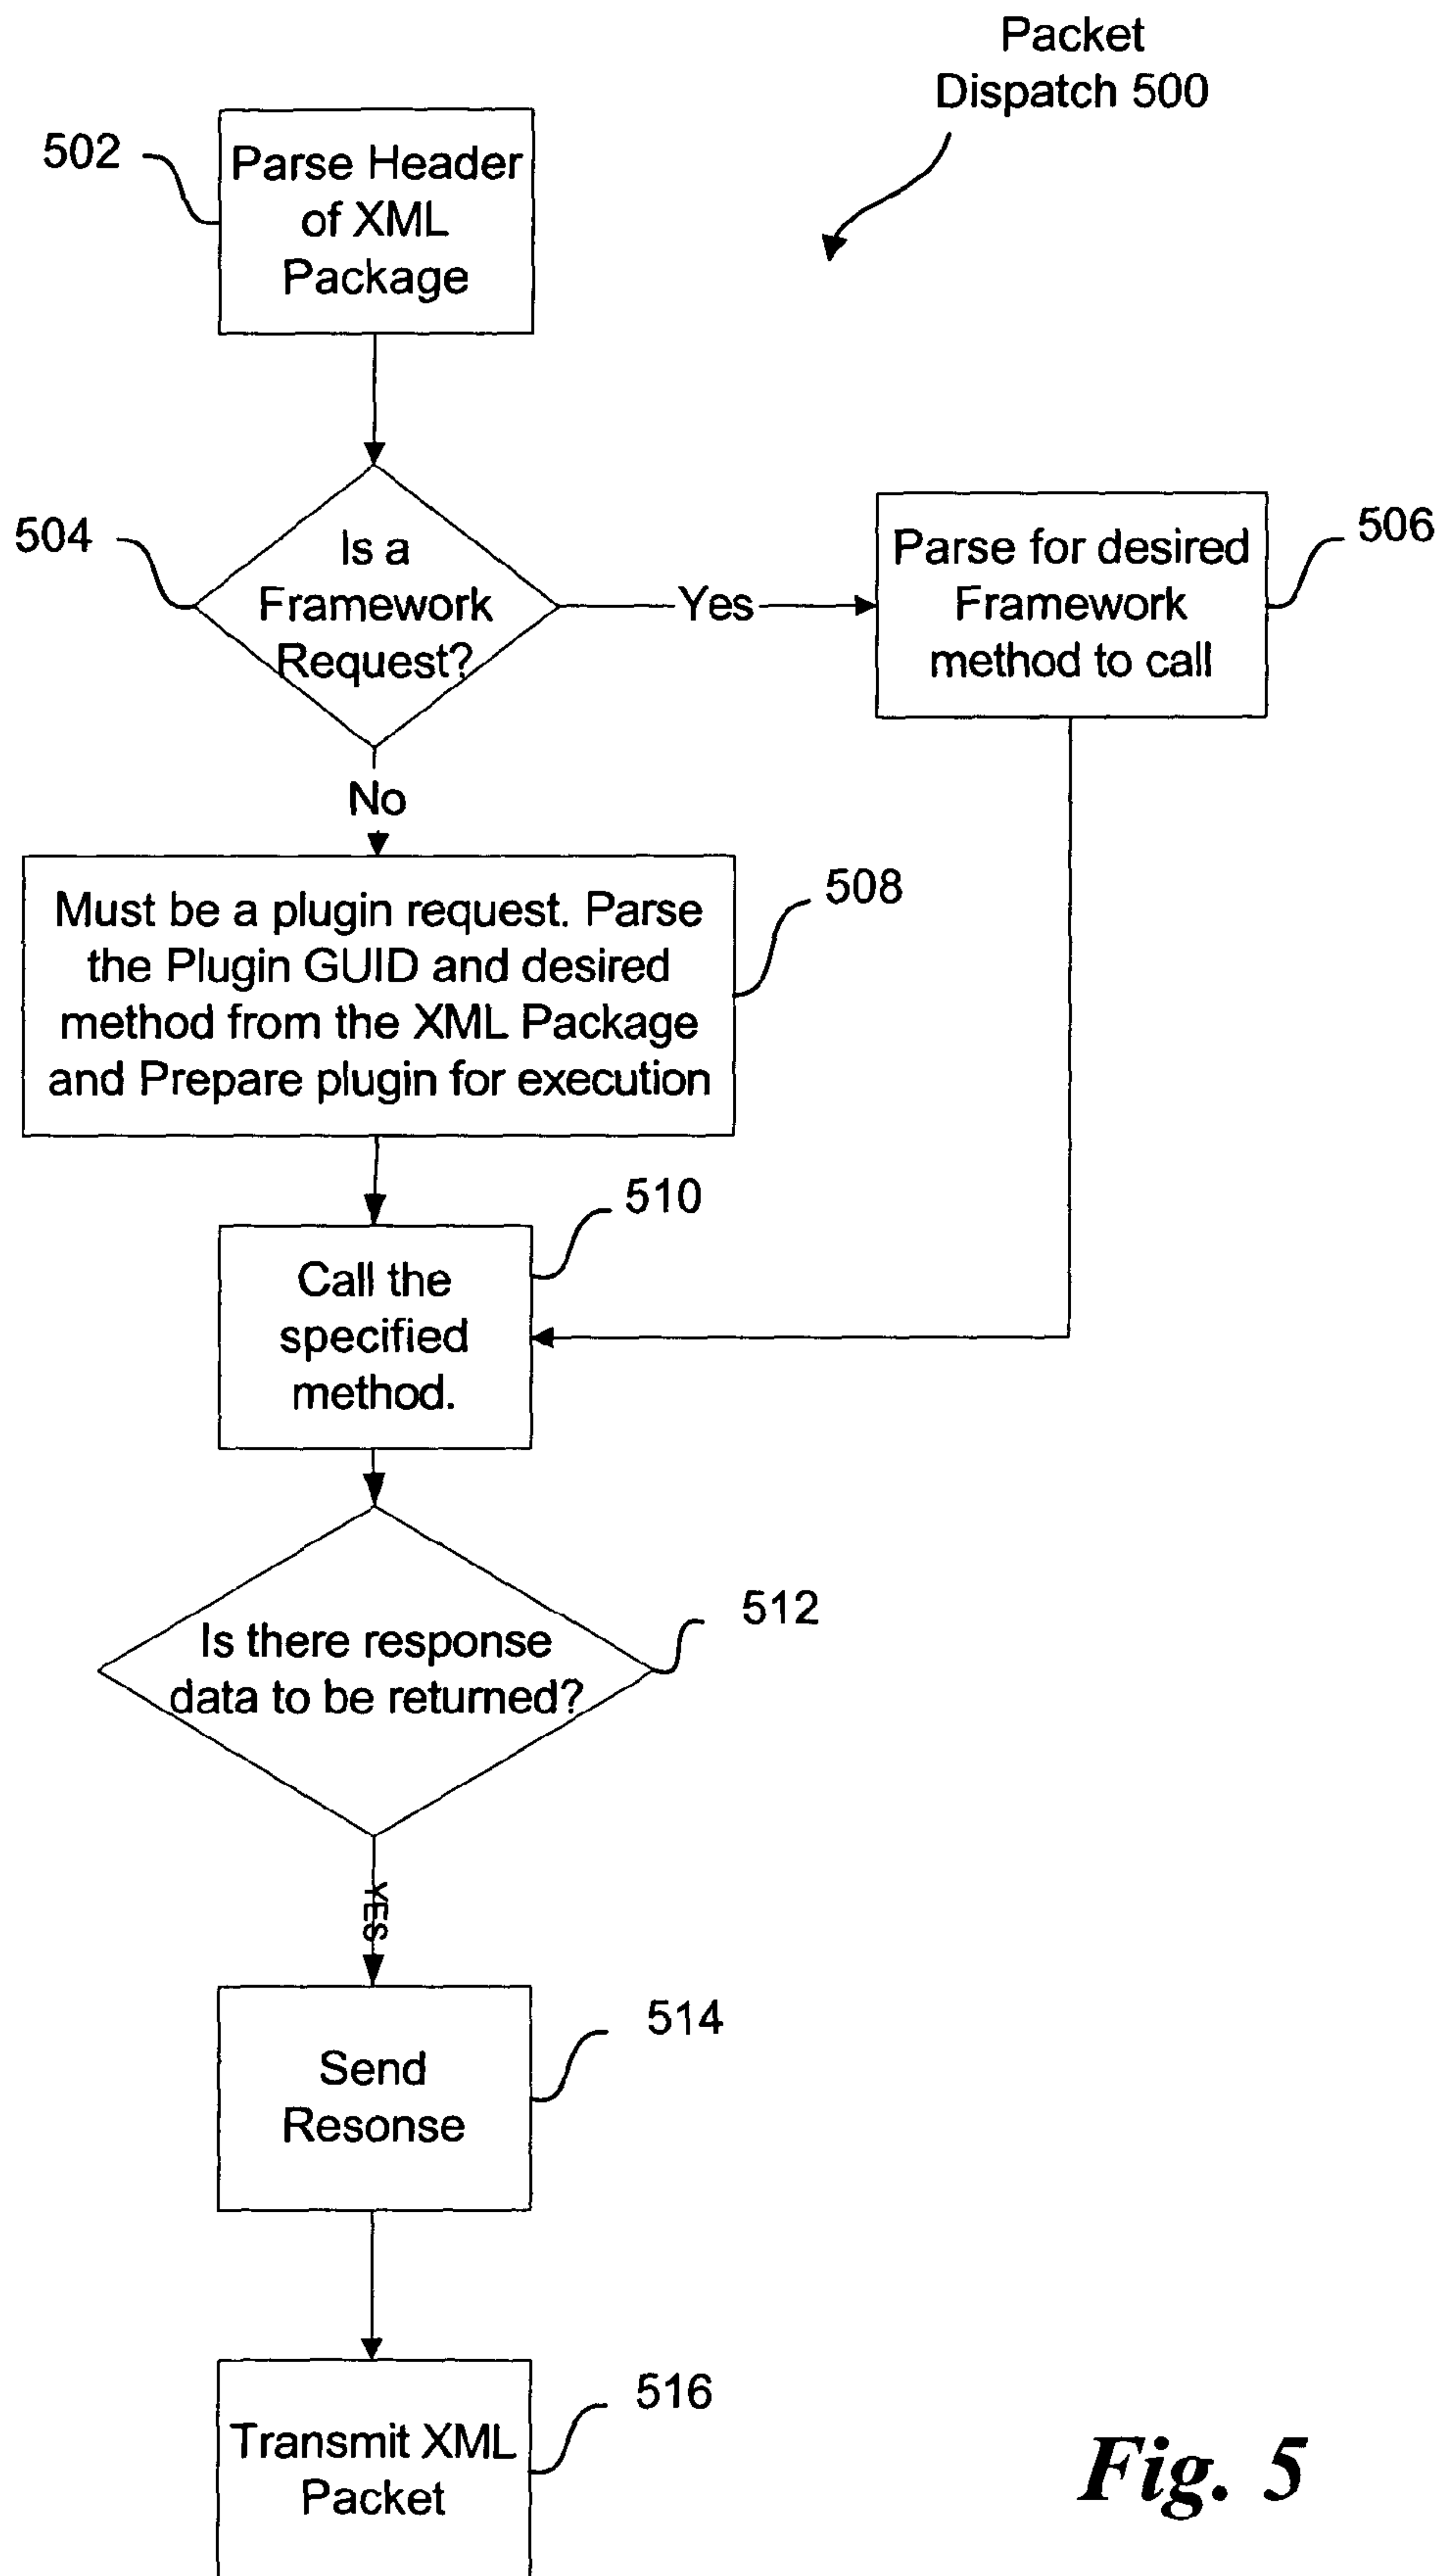 Packet
Dispatch 500
502
Parse Header
of XML
Package
504
Is a
Framework
Request?
Yes
Parse for desired
Framework
method to call
506
No
Must be a plugin request. Parse
the Plugin GUID and desired
method from the XML Package
and Prepare plugin for execution
508
510
Call the
specified
method.
Is there response
data to be returned?
512
YES
Send
Resonse
514
Transmit XML
Packet
516
Fig. 5